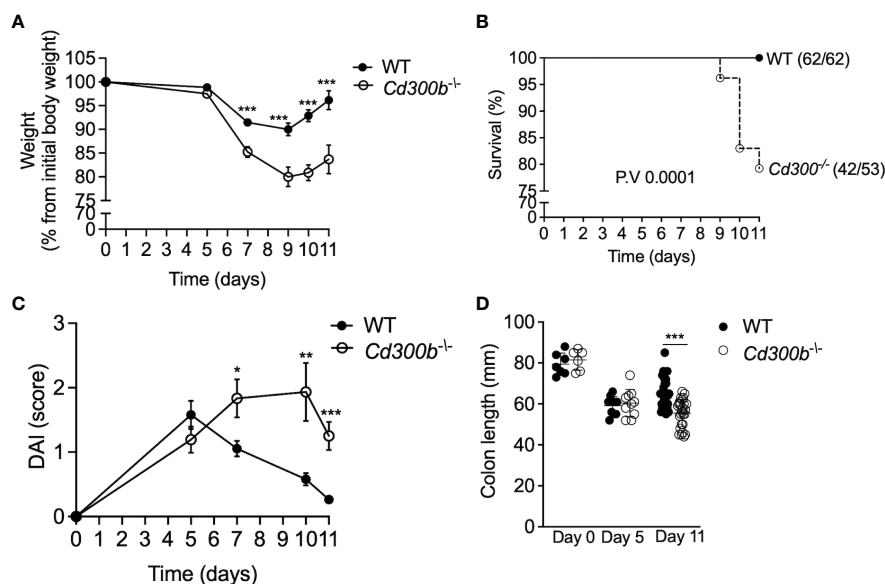 A
105
100
95
90
85
80
75
70
0
Weight
(% from initial body weight)
***
***
***
***
WT
Cd300b-\-
0 1 2 3 4 5 6 7 8 9 10 11
Time (days)
B
100
95
90
85
80
75
70
0
Survival (%)
WT (62/62)
Cd300-/- (42/53)
P.V 0.0001
0 1 2 3 4 5 6 7 8 9 10 11
Time (days)
C
3
2
1
0
DAI (score)
*
**
***
WT
Cd300b-\-
0 1 2 3 4 5 6 7 8 9 10 11
Time (days)
D
100
80
60
40
20
0
Colon length (mm)
***
WT
Cd300b-\-
Day 0 Day 5 Day 11